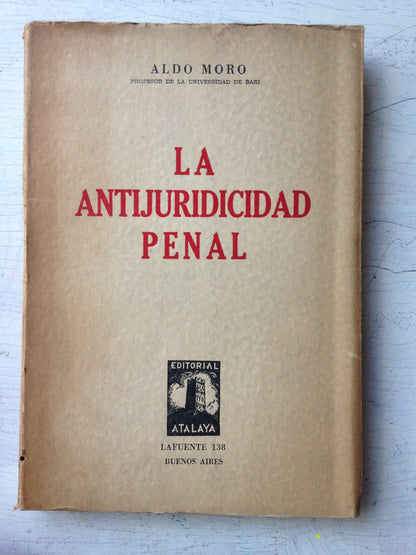 ALDO MORO
PROFESOR DE LA UNIVERSIDAD DE BARI
LA
ANTIJURIDICIDAD
PENAL
EDITORIAL
ATALAYA
LAFUENTE 138
BUENOS AIRES